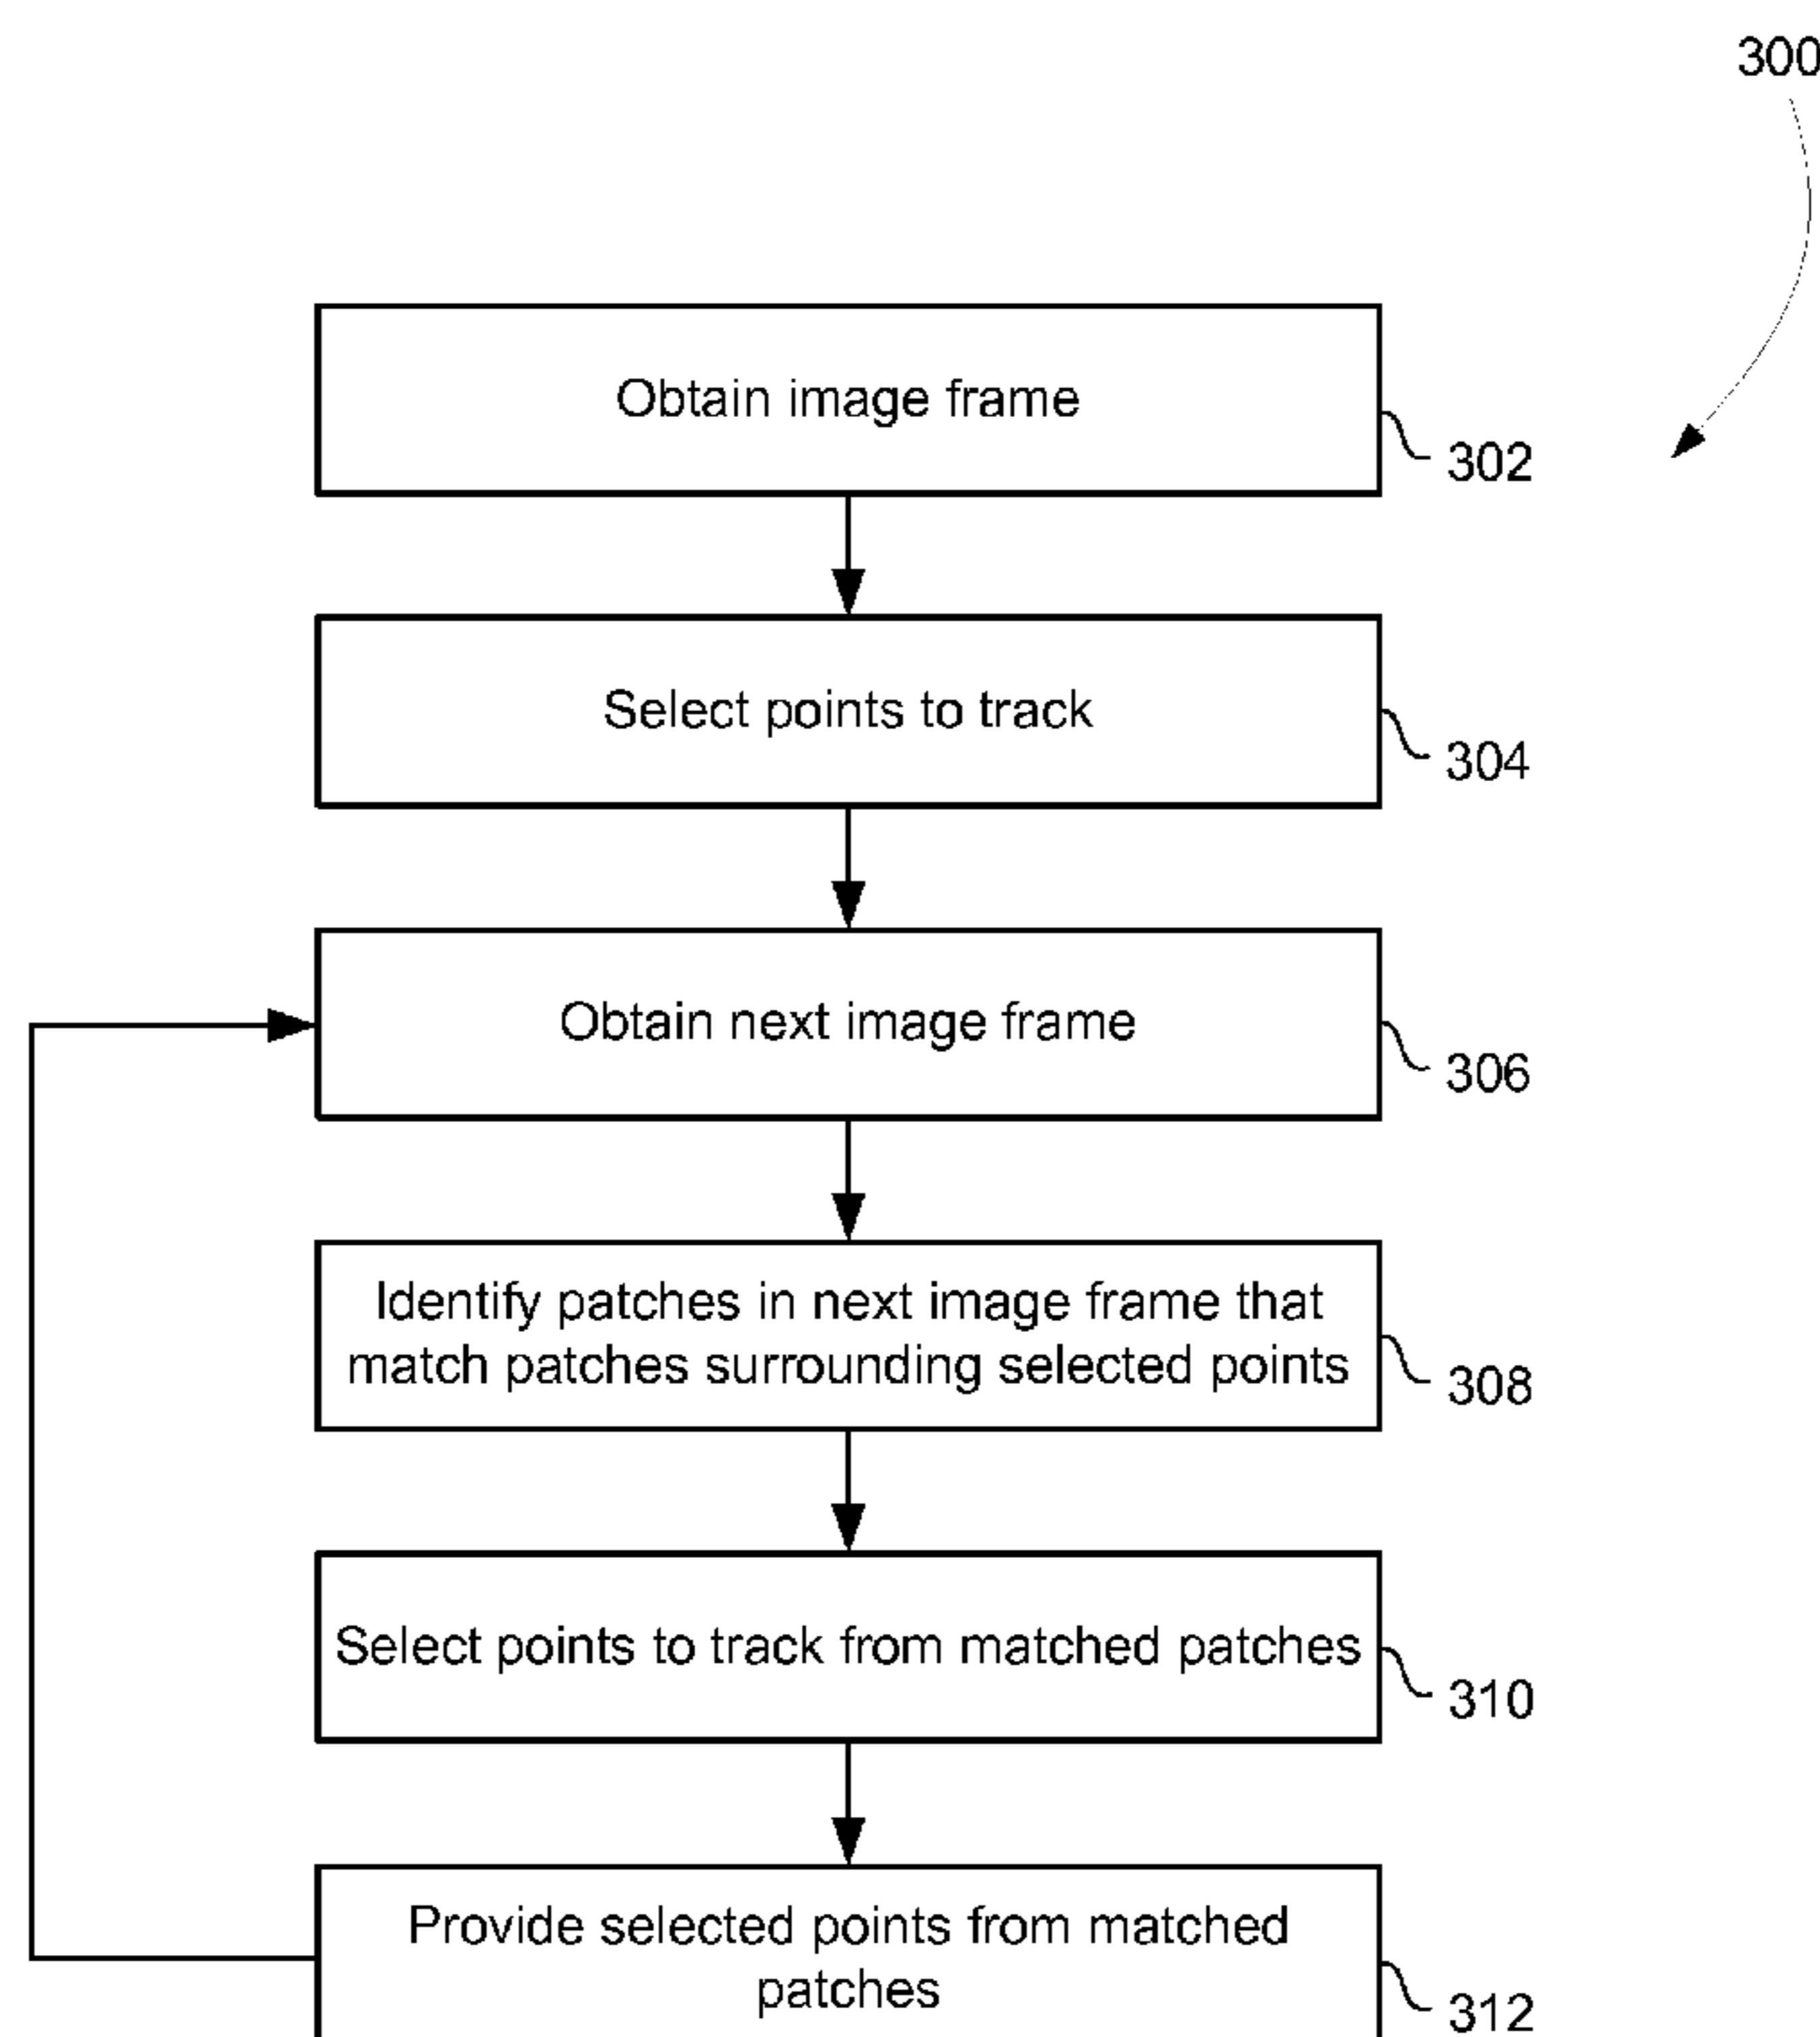 300
Obtain image frame
302
Select points to track
304
Obtain next image frame
306
Identify patches in next image frame that
match patches surrounding selected points
308
Select points to track from matched patches
310
Provide selected points from matched
patches
312